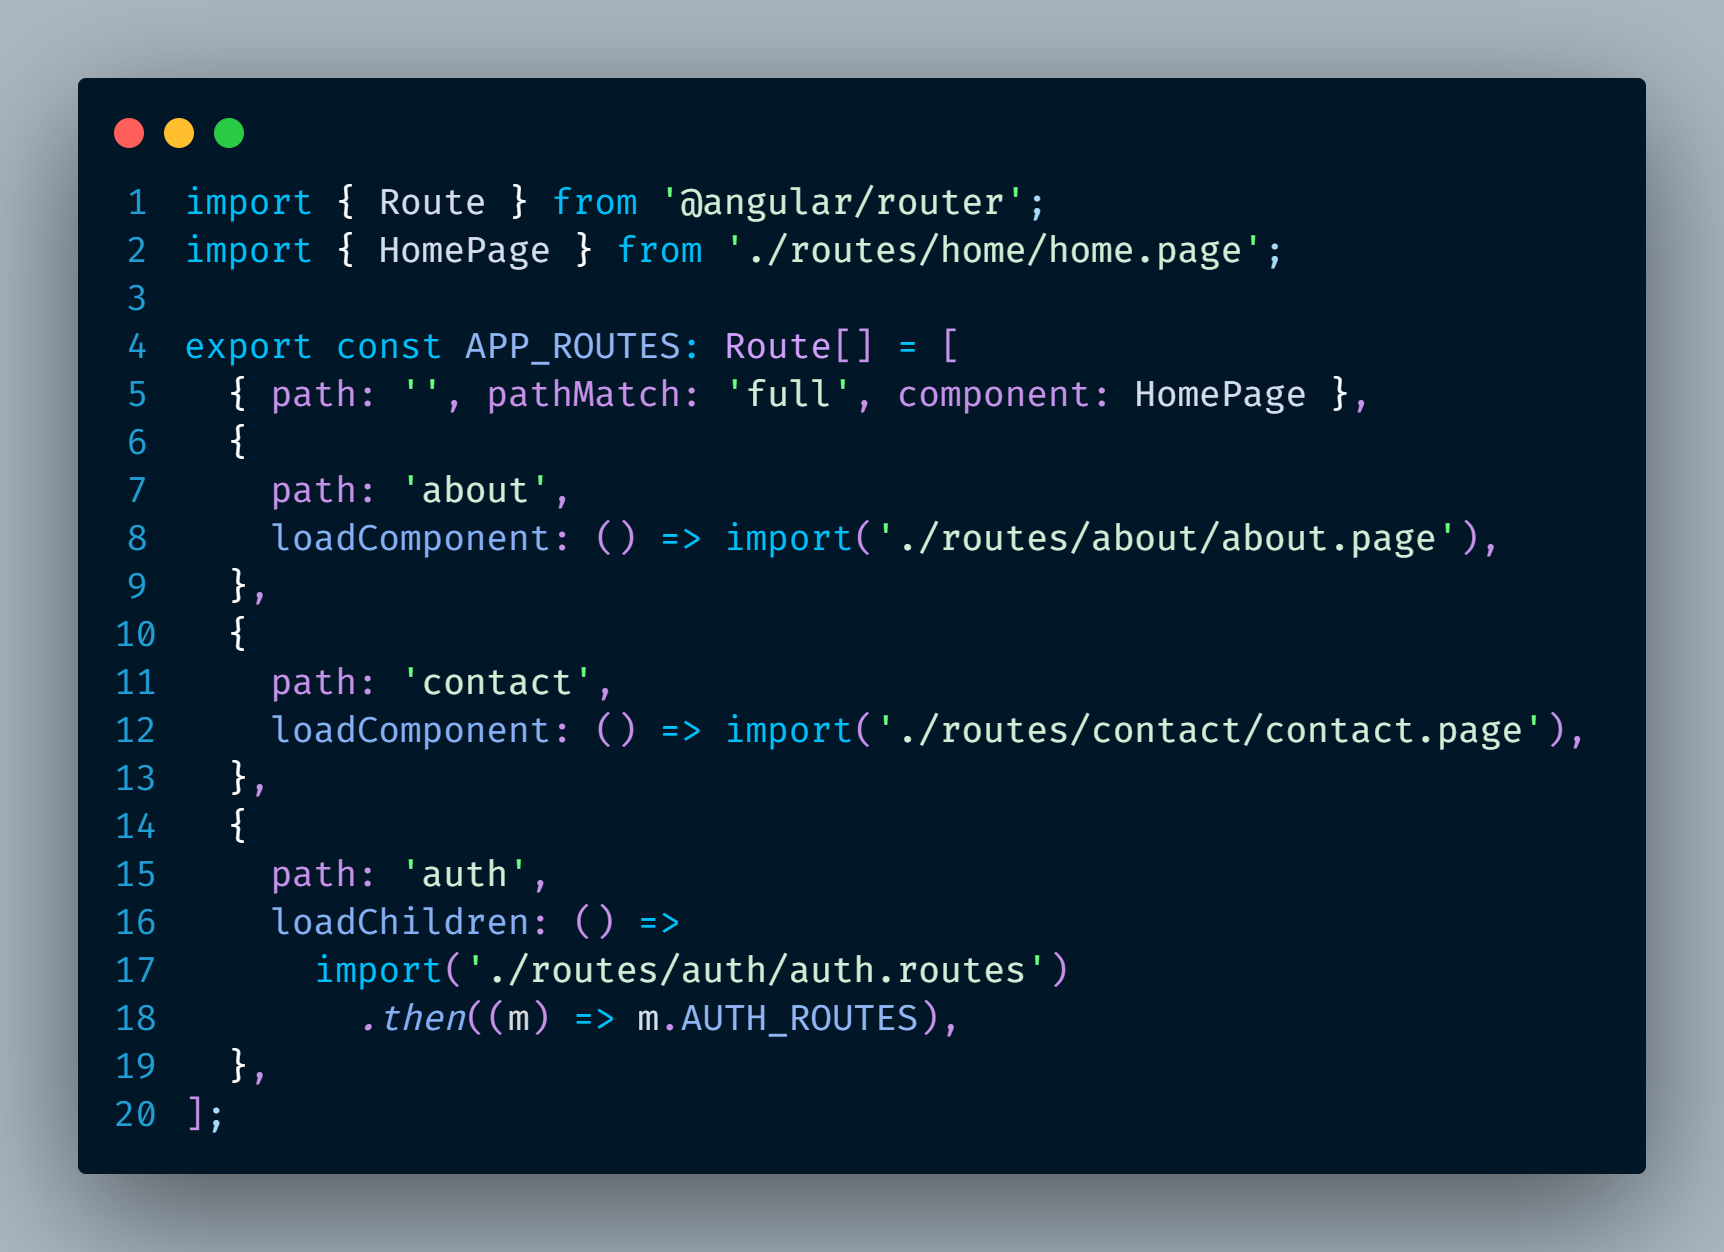 1 import { Route } from '@angular/router';
2 import { HomePage } from './routes/home/home.page';
3
4 export const APP_ROUTES: Route[] = [
5   { path: '', pathMatch: 'full', component: HomePage },
6   {
7     path: 'about',
8     loadComponent: () => import('./routes/about/about.page'),
9   },
10   {
11     path: 'contact',
12     loadComponent: () => import('./routes/contact/contact.page'),
13   },
14   {
15     path: 'auth',
16     loadChildren: () =>
17       import('./routes/auth/auth.routes')
18         .then((m) => m.AUTH_ROUTES),
19   },
20 ];